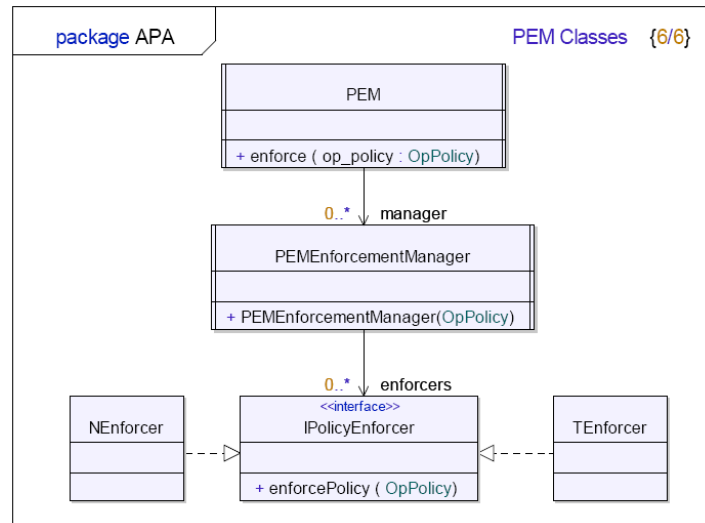 package APA
PEM Classes {6/6}
PEM
+ enforce ( op_policy : OpPolicy)
0..* manager
PEMEnforcementManager
+ PEMEnforcementManager(OpPolicy)
0..* enforcers
<<interface>>
NEnforcer
IPolicyEnforcer
TEnforcer
+ enforcePolicy ( OpPolicy)